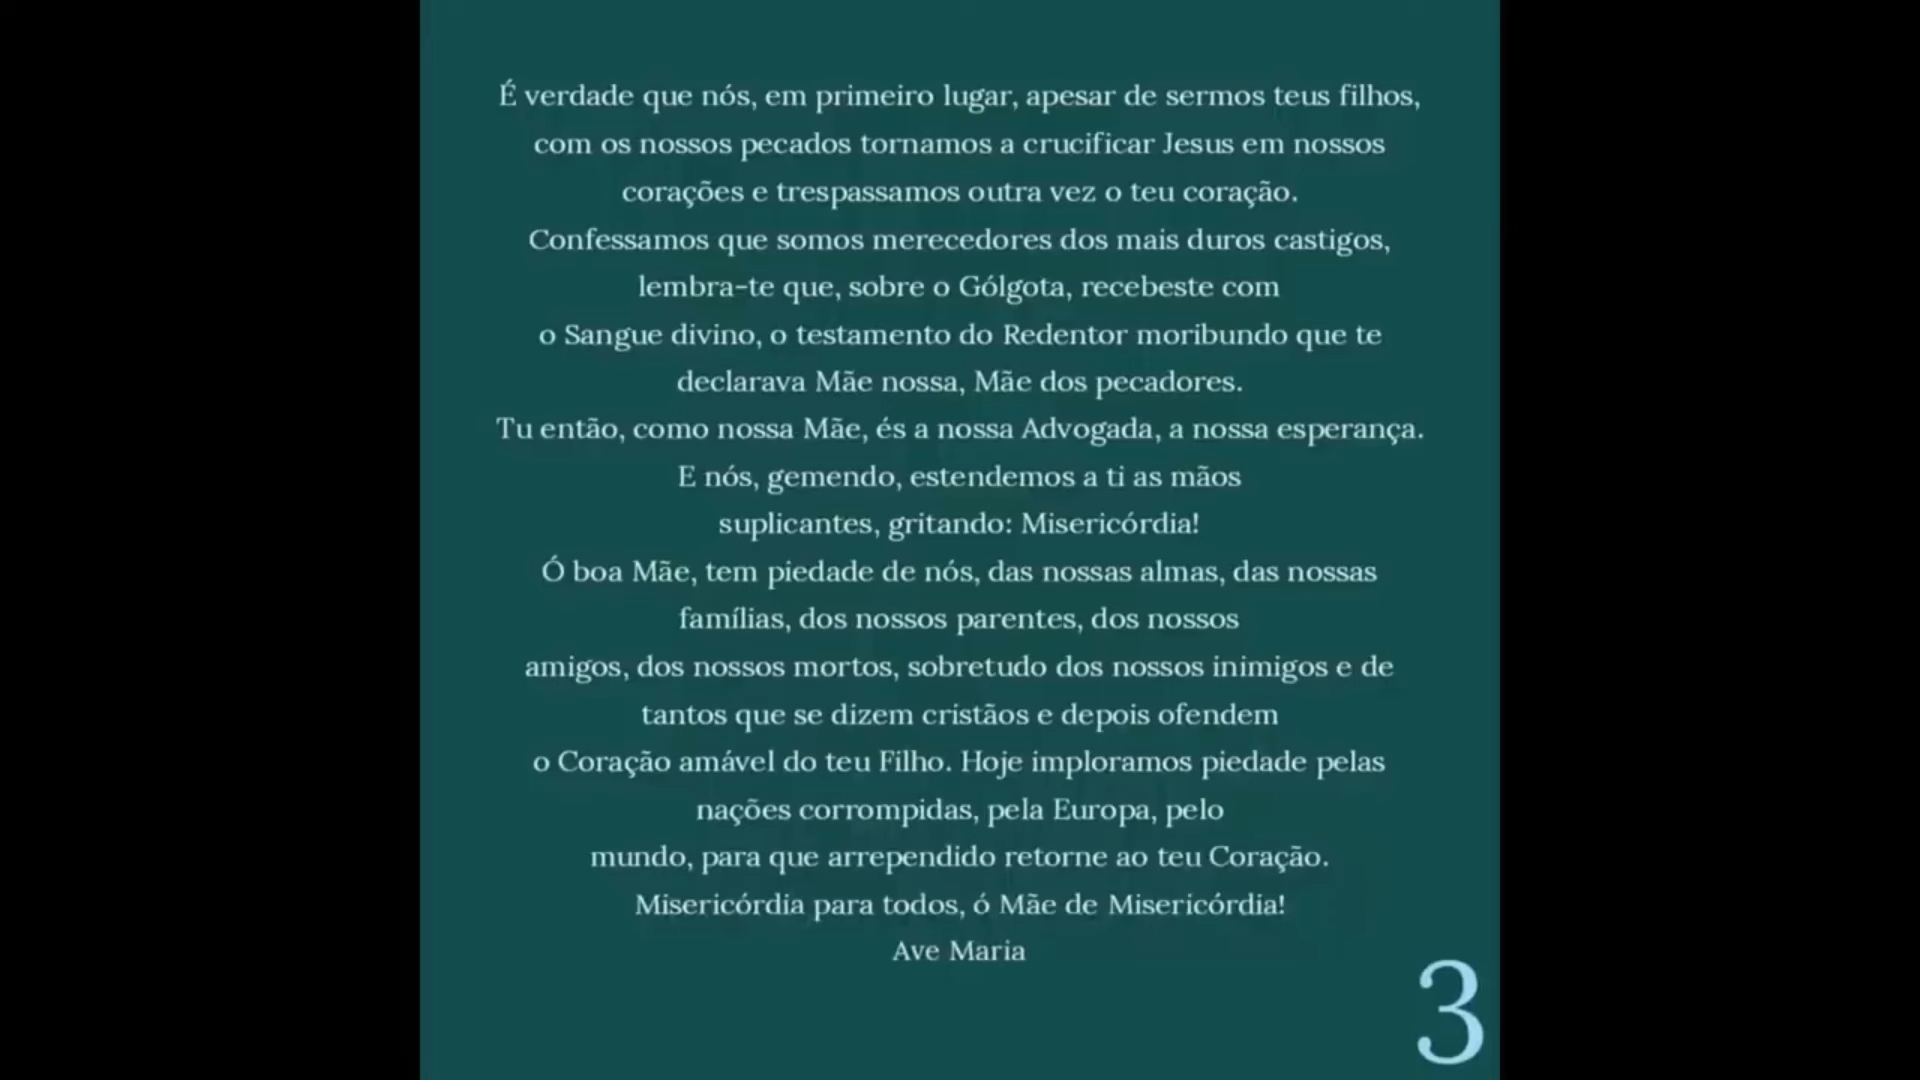 É verdade que nós, em primeiro lugar, apesar de sermos teus filhos,
com os nossos pecados tornamos a crucificar Jesus em nossos
corações e trespassamos outra vez o teu coração.
Confessamos que somos merecedores dos mais duros castigos,
lembra-te que, sobre o Gólgota, recebeste com
o Sangue divino, o testamento do Redentor moribundo que te
declarava Mãe nossa, Mãe dos pecadores.
Tu então, como nossa Mãe, és a nossa Advogada, a nossa esperança.
E nós, gemendo, estendemos a ti as mãos
suplicantes, gritando: Misericórdia!
Ó boa Mãe, tem piedade de nós, das nossas almas, das nossas
famílias, dos nossos parentes, dos nossos
amigos, dos nossos mortos, sobretudo dos nossos inimigos e de
tantos que se dizem cristãos e depois ofendem
o Coração amável do teu Filho. Hoje imploramos piedade pelas
nações corrompidas, pela Europa, pelo
mundo, para que arrependido retorne ao teu Coração.
Misericórdia para todos, ó Mãe de Misericórdia!
Ave Maria
3